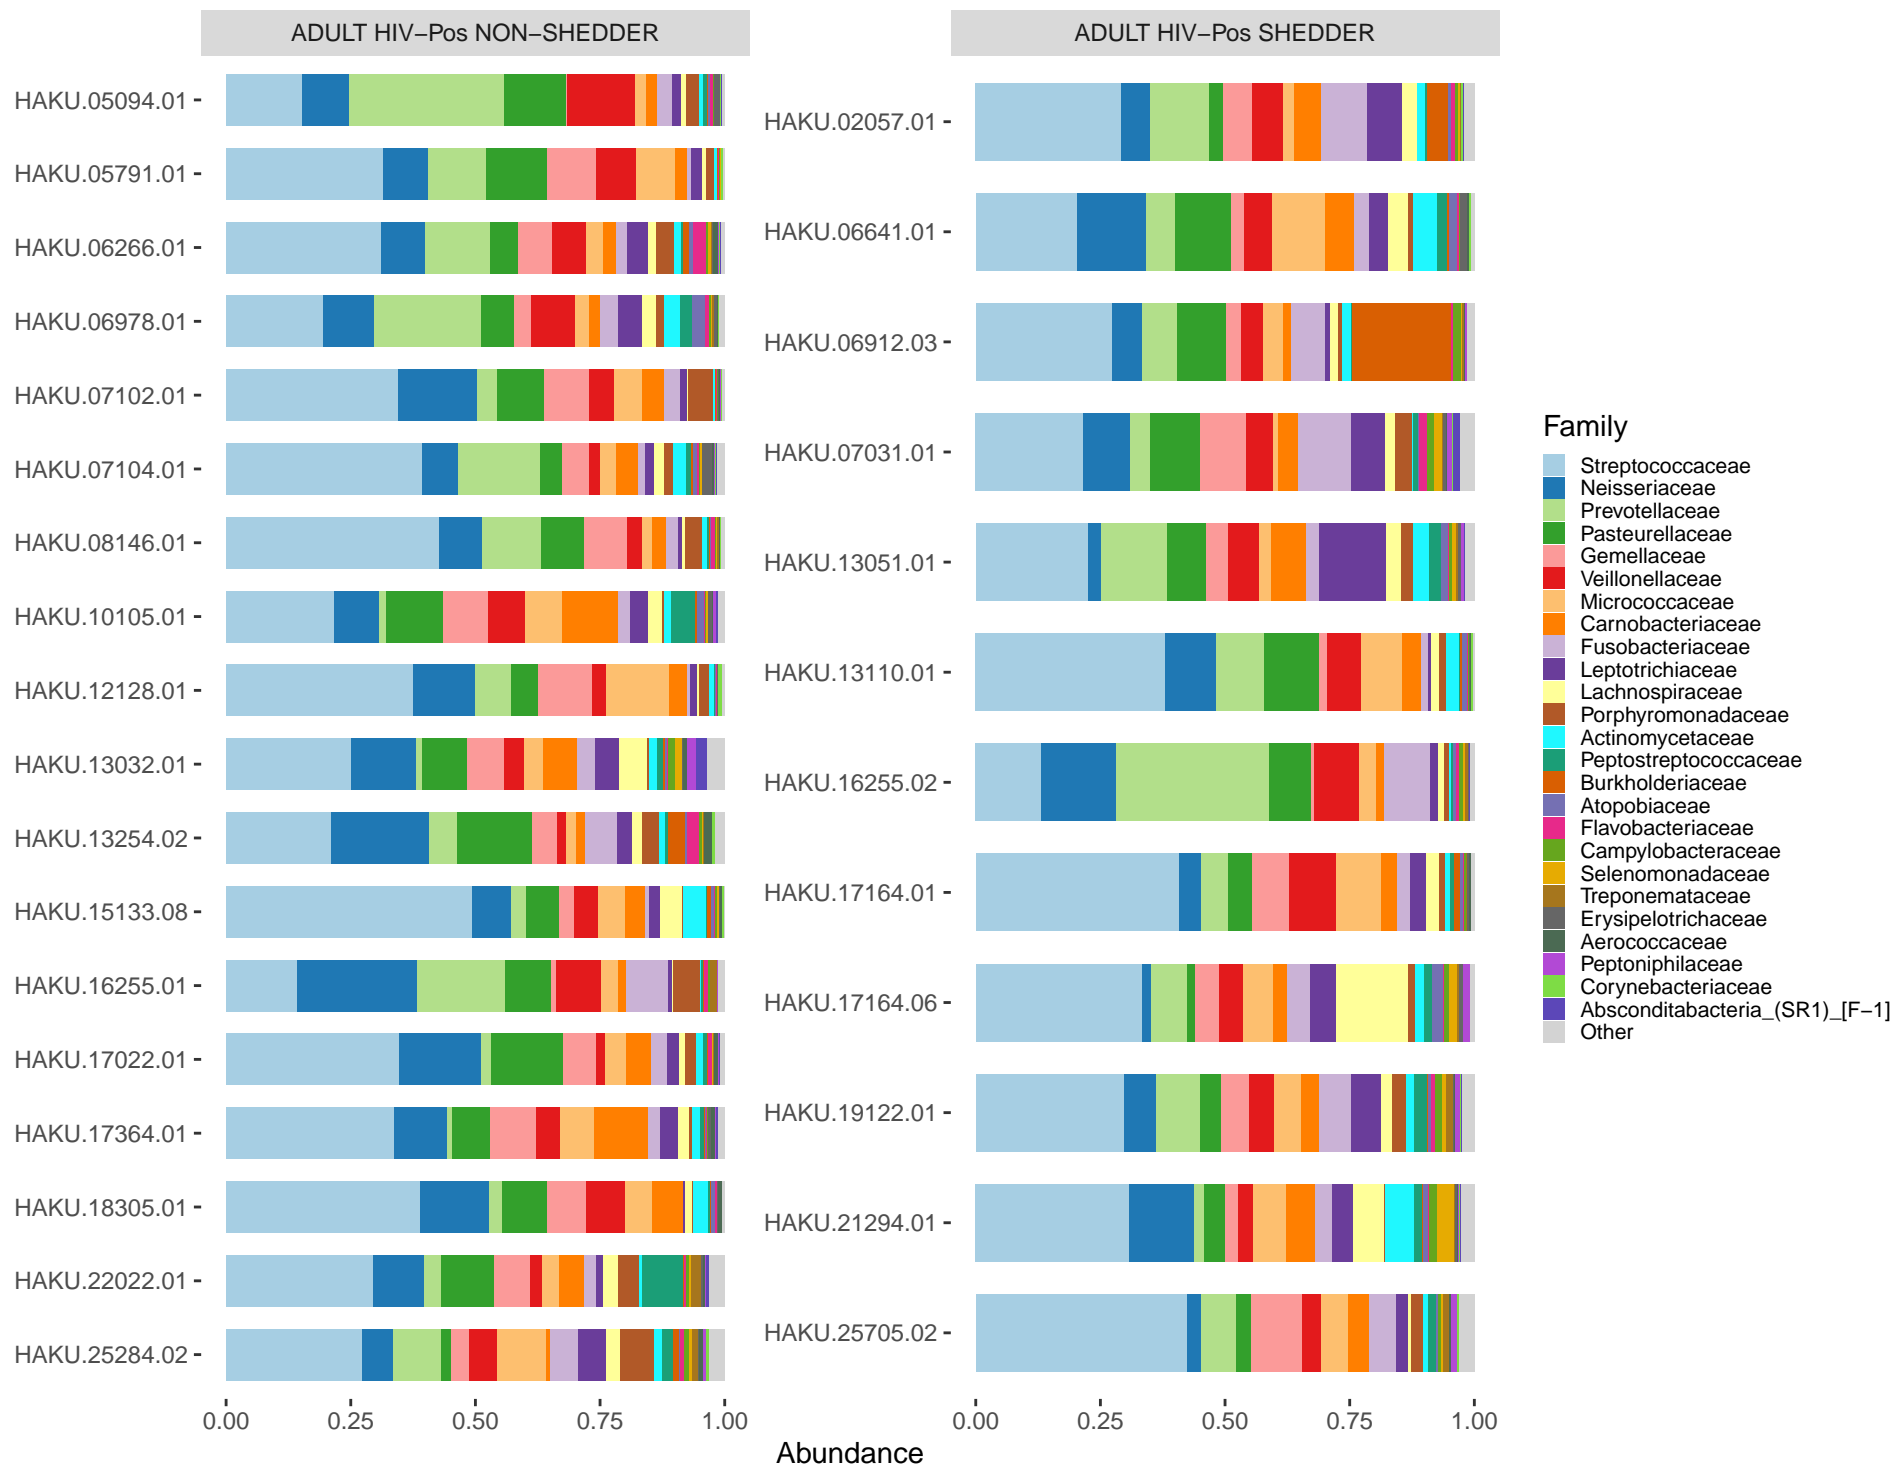 ADULT HIV−Pos NON−SHEDDER
HAKU.05094.01
HAKU.05791.01
HAKU.06266.01
HAKU.06978.01
HAKU.07102.01
HAKU.07104.01
HAKU.08146.01
HAKU.10105.01
HAKU.12128.01
HAKU.13032.01
HAKU.13254.02
HAKU.15133.08
HAKU.16255.01
HAKU.17022.01
HAKU.17364.01
HAKU.18305.01
HAKU.22022.01
HAKU.25284.02
0.00 0.25 0.50 0.75 1.00
ADULT HIV−Pos SHEDDER
HAKU.02057.01
HAKU.06641.01
HAKU.06912.03
HAKU.07031.01
HAKU.13051.01
HAKU.13110.01
HAKU.16255.02
HAKU.17164.01
HAKU.17164.06
HAKU.19122.01
HAKU.21294.01
HAKU.25705.02
0.00 0.25 0.50 0.75 1.00
Abundance
Family
Streptococcaceae
Neisseriaceae
Prevotellaceae
Pasteurellaceae
Gemellaceae
Veillonellaceae
Micrococcaceae
Carnobacteriaceae
Fusobacteriaceae
Leptotrichiaceae
Lachnospiraceae
Porphyromonadaceae
Actinomycetaceae
Peptostreptococcaceae
Burkholderiaceae
Atopobiaceae
Flavobacteriaceae
Campylobacteraceae
Selenomonadaceae
Treponemataceae
Erysipelotrichaceae
Aerococcaceae
Peptoniphilaceae
Corynebacteriaceae
Absconditabacteria_(SR1)_[F−1]
Other